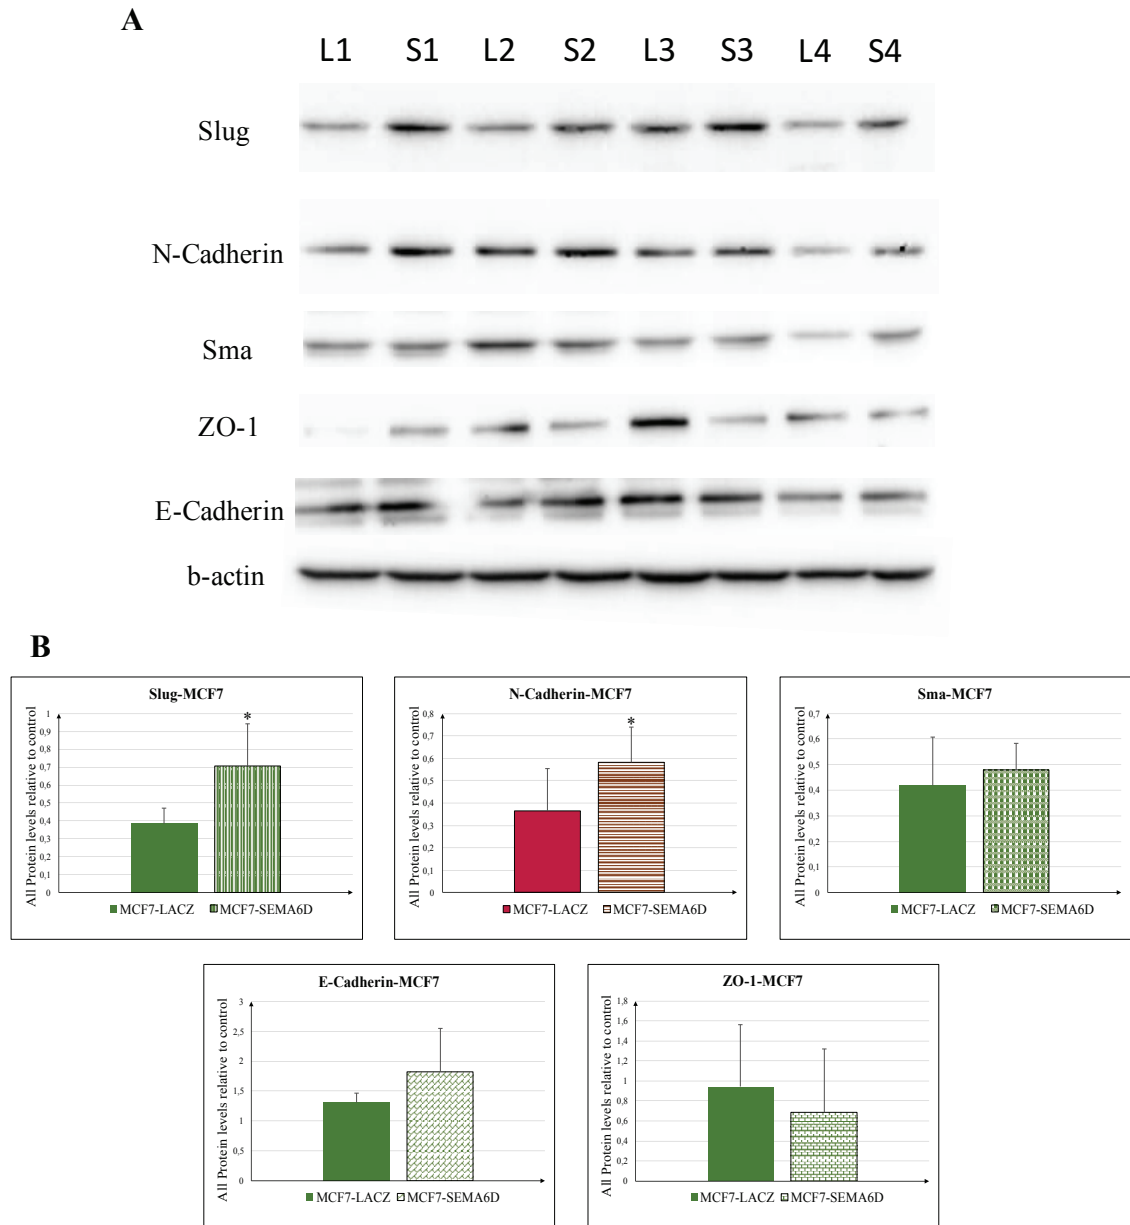 A
L1 S1 L2 S2 L3 S3 L4 S4
Slug
N-Cadherin
Sma
ZO-1
E-Cadherin
b-actin
B
Slug-MCF7
All Protein levels relative to control
1
0,9
0,8
0,7
0,6
0,5
0,4
0,3
0,2
0,1
0
*
MCF7-LACZ MCF7-SEMA6D
N-Cadherin-MCF7
All Protein levels relative to control
0,8
0,7
0,6
0,5
0,4
0,3
0,2
0,1
0
*
MCF7-LACZ MCF7-SEMA6D
Sma-MCF7
All Protein levels relative to control
0,7
0,6
0,5
0,4
0,3
0,2
0,1
0
MCF7-LACZ MCF7-SEMA6D
E-Cadherin-MCF7
All Protein levels relative to control
3
2,5
2
1,5
1
0,5
0
MCF7-LACZ MCF7-SEMA6D
ZO-1-MCF7
All Protein levels relative to control
1,8
1,6
1,4
1,2
1
0,8
0,6
0,4
0,2
0
MCF7-LACZ MCF7-SEMA6D